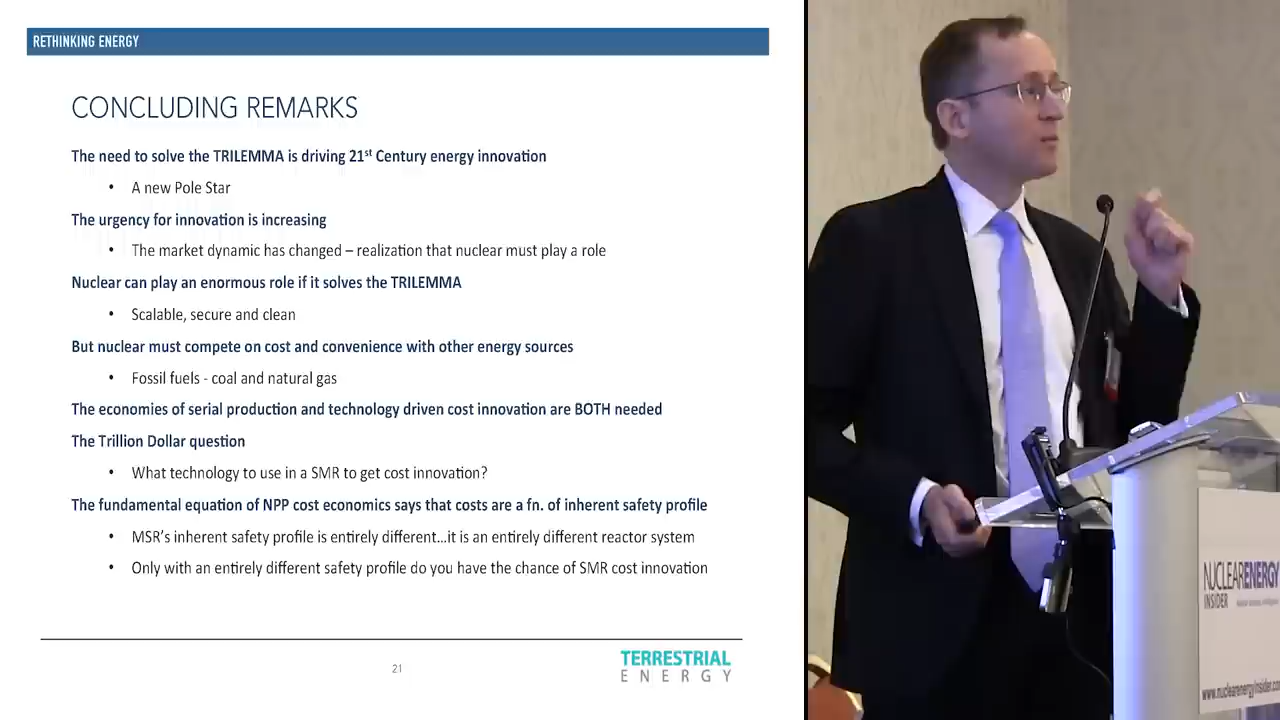 RETHINKING ENERGY
CONCLUDING REMARKS
The need to solve the TRILEMMA is driving 21st Century energy innovation
• A new Pole Star
The urgency for innovation is increasing
• The market dynamic has changed – realization that nuclear must play a role
Nuclear can play an enormous role if it solves the TRILEMMA
• Scalable, secure and clean
But nuclear must compete on cost and convenience with other energy sources
• Fossil fuels - coal and natural gas
The economies of serial production and technology driven cost innovation are BOTH needed
The Trillion Dollar question
• What technology to use in a SMR to get cost innovation?
The fundamental equation of NPP cost economics says that costs are a fn. of inherent safety profile
• MSR's inherent safety profile is entirely different...it is an entirely different reactor system
• Only with an entirely different safety profile do you have the chance of SMR cost innovation
21
TERRESTRIAL
ENERGY
NUCLEARENERGY
INSIDER
www.nuclearenergyinsider.co